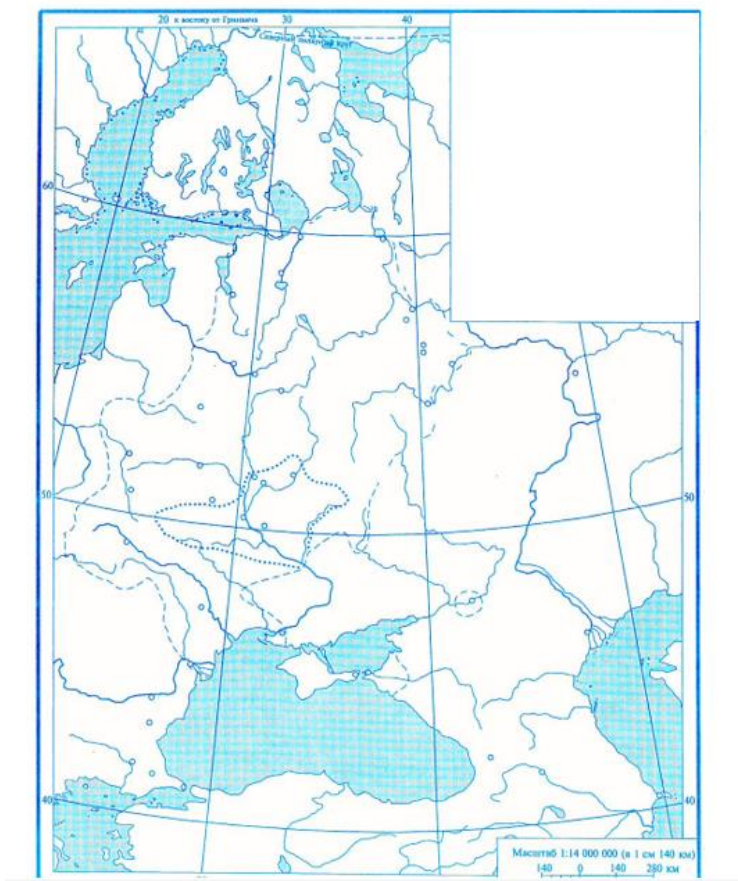 20 к востоку от Гринвича 30 40
Северный полярный круг
60
50 50
40 40
Масштаб 1:14 000 000 (в 1 см 140 км)
140 0 140 280 км